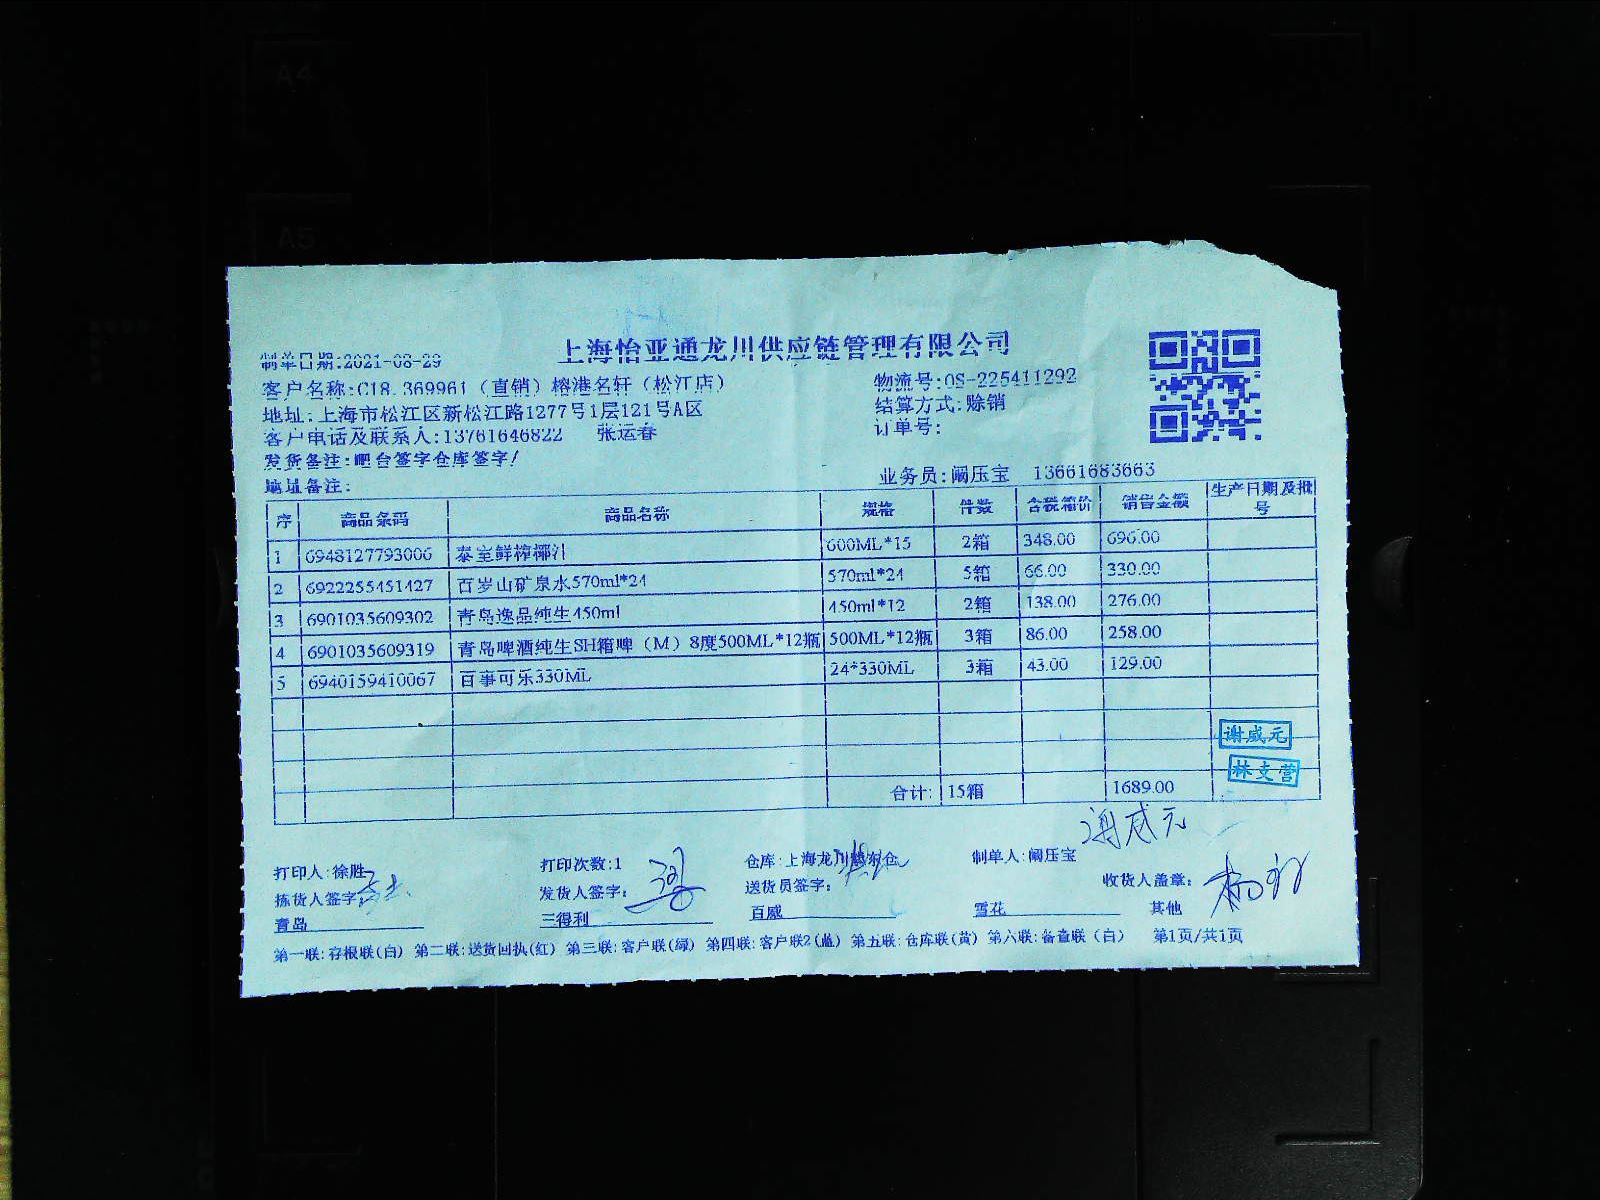 A4
A5
上海怡亚通龙川供应链管理有限公司
制单日期:2021-08-29
客户名称:C18.369961（直销）榕港名轩（松江店）
物流号:OS-225411292
地址:上海市松江区新松江路1277号1层121号A区
结算方式:赊销
客户电话及联系人:13761646822 张运春
订单号:
发货备注:吧台签字仓库签字!
地址备注:
业务员:阚压宝 13661683663
序 商品条码 商品名称 规格 件数 含税箱价 销售金额 生产日期及批号
1 6948127793006 泰室鲜榨椰汁 600ML*15 2箱 348.00 696.00
2 6922255451427 百岁山矿泉水570ml*24 570ml*24 5箱 66.00 330.00
3 6901035609302 青岛逸品纯生450ml 450ml*12 2箱 138.00 276.00
4 6901035609319 青岛啤酒纯生SH箱啤（M）8度500ML*12瓶 500ML*12瓶 3箱 86.00 258.00
5 6940159410067 百事可乐330ML 24*330ML 3箱 43.00 129.00
谢咸元
林支营
合计: 15箱 1689.00
谢咸元
打印人:徐胜 打印次数:1 仓库:上海龙川 仓 制单人:阚压宝
拣货人签字: 发货人签字: 送货员签字: 收货人盖章:
青岛 三得利 百威 雪花 其他
第一联:存根联(白) 第二联:送货回执(红) 第三联:客户联(绿) 第四联:客户联2(蓝) 第五联:仓库联(黄) 第六联:备查联（白） 第1页/共1页